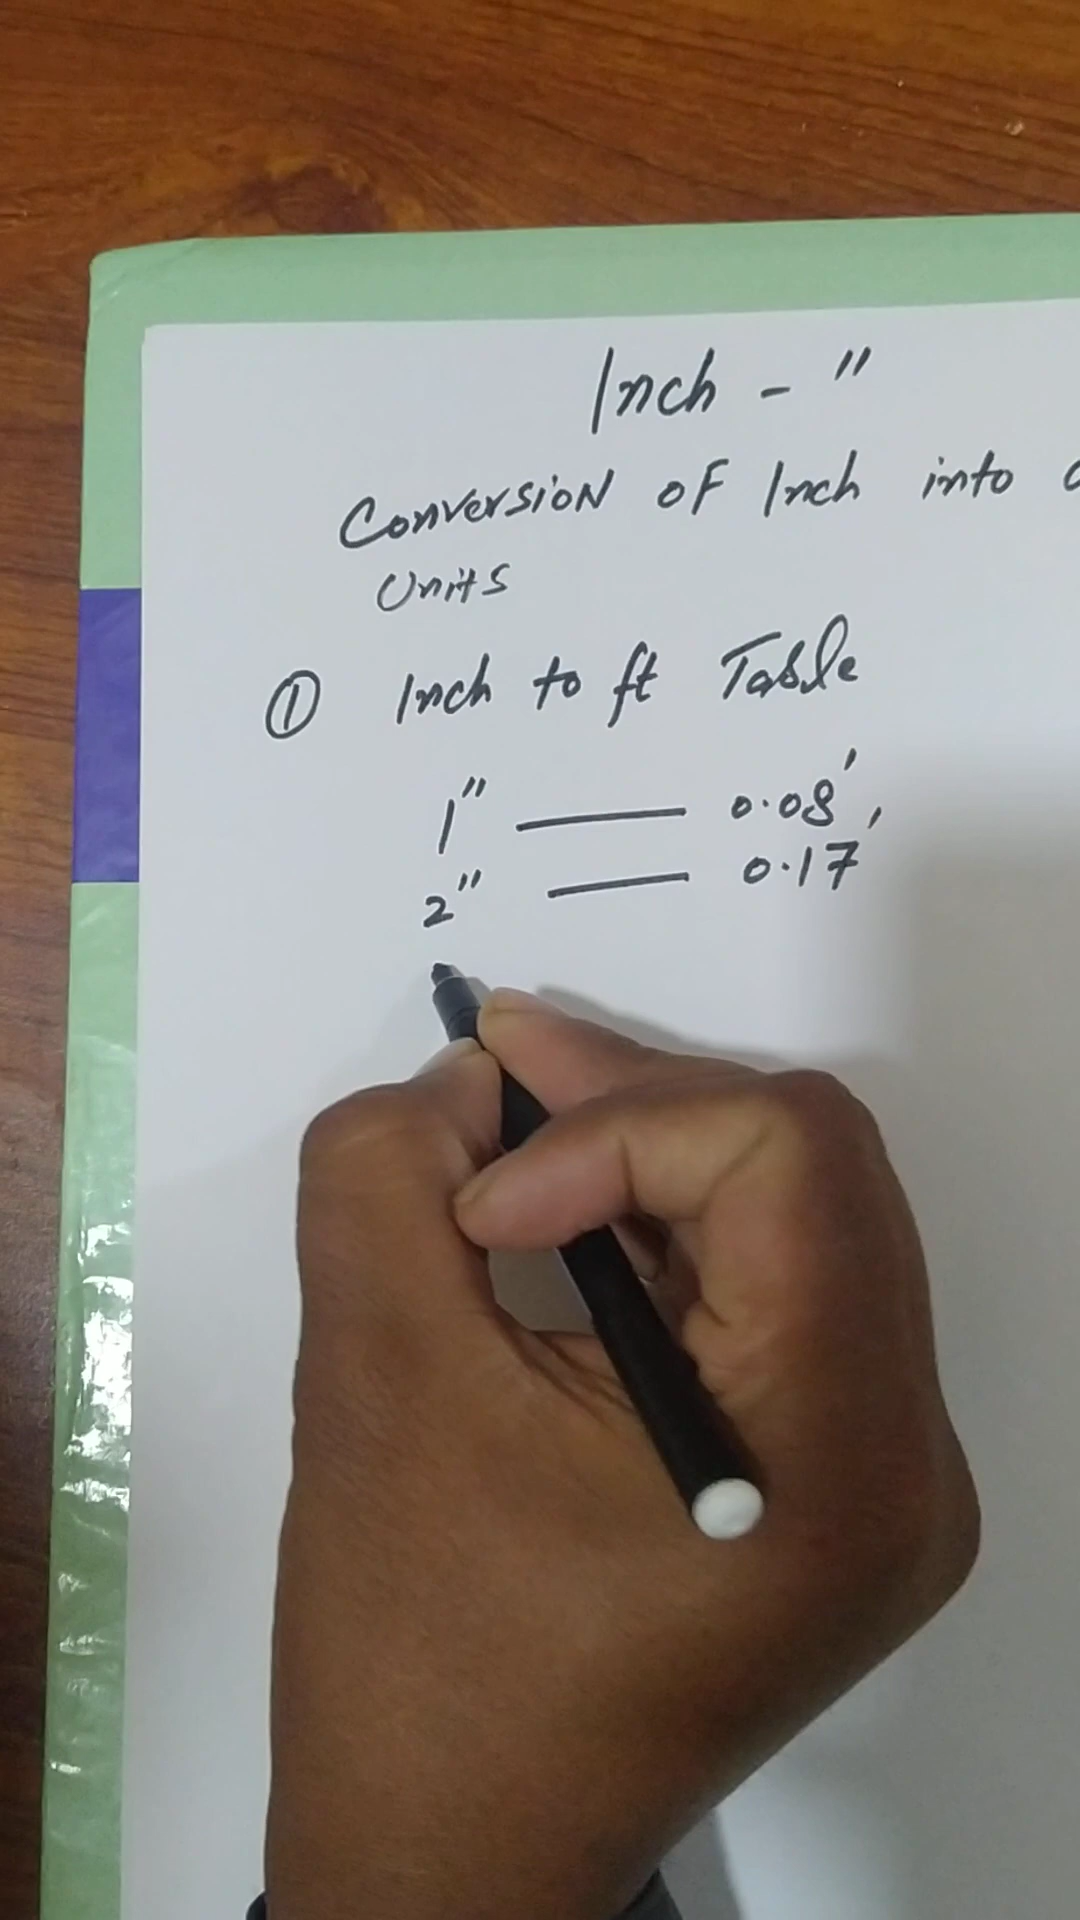 Inch - "
Conversion of Inch into
Units
① Inch to ft Table
1" —— 0.08'
2" —— 0.17'